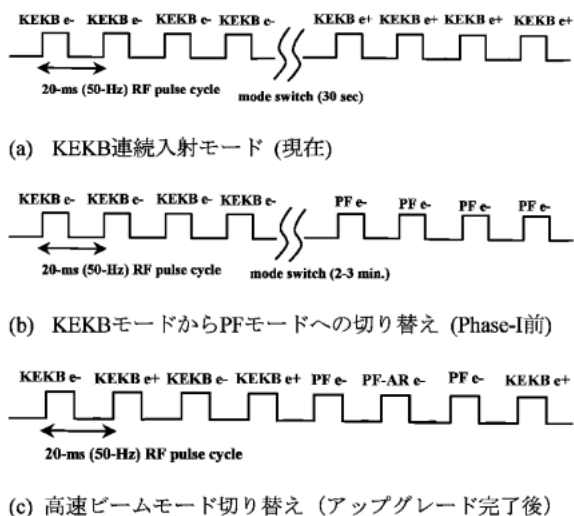 KEKB e- KEKB e- KEKB e- KEKB e- KEKB e+ KEKB e+ KEKB e+ KEKB e+
20-ms (50-Hz) RF pulse cycle mode switch (30 sec)
(a) KEKB連続入射モード (現在)
KEKB e- KEKB e- KEKB e- KEKB e- PF e- PF e- PF e- PF e-
20-ms (50-Hz) RF pulse cycle mode switch (2-3 min.)
(b) KEKBモードからPFモードへの切り替え (Phase-I前)
KEKB e- KEKB e+ KEKB e- KEKB e+ PF e- PF-AR e- PF e- KEKB e+
20-ms (50-Hz) RF pulse cycle
(c) 高速ビームモード切り替え（アップグレード完了後）